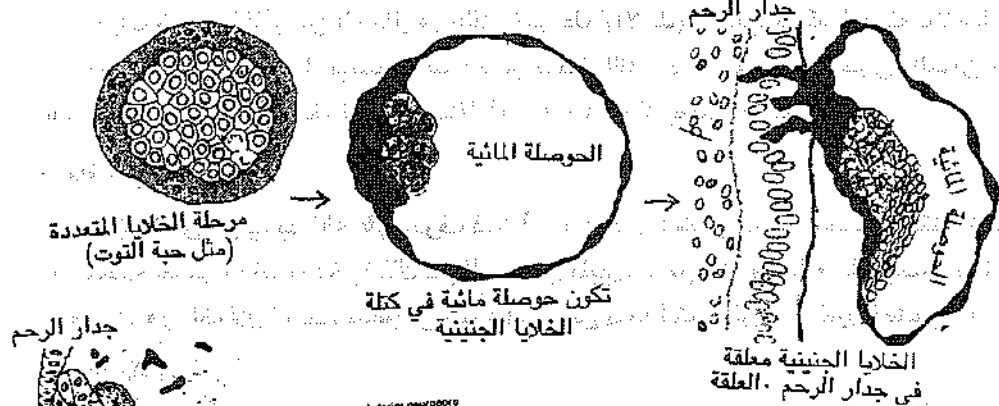 جدار الرحم
الحوصلة المائية
الحوصلة المائية
مرحلة الخلايا المتعددة
(مثل حبة التوت)
تكون حوصلة مائية في كتلة
الخلايا الجنينية
الخلايا الجنينية معلقة
في جدار الرحم . العلقة
جدار الرحم